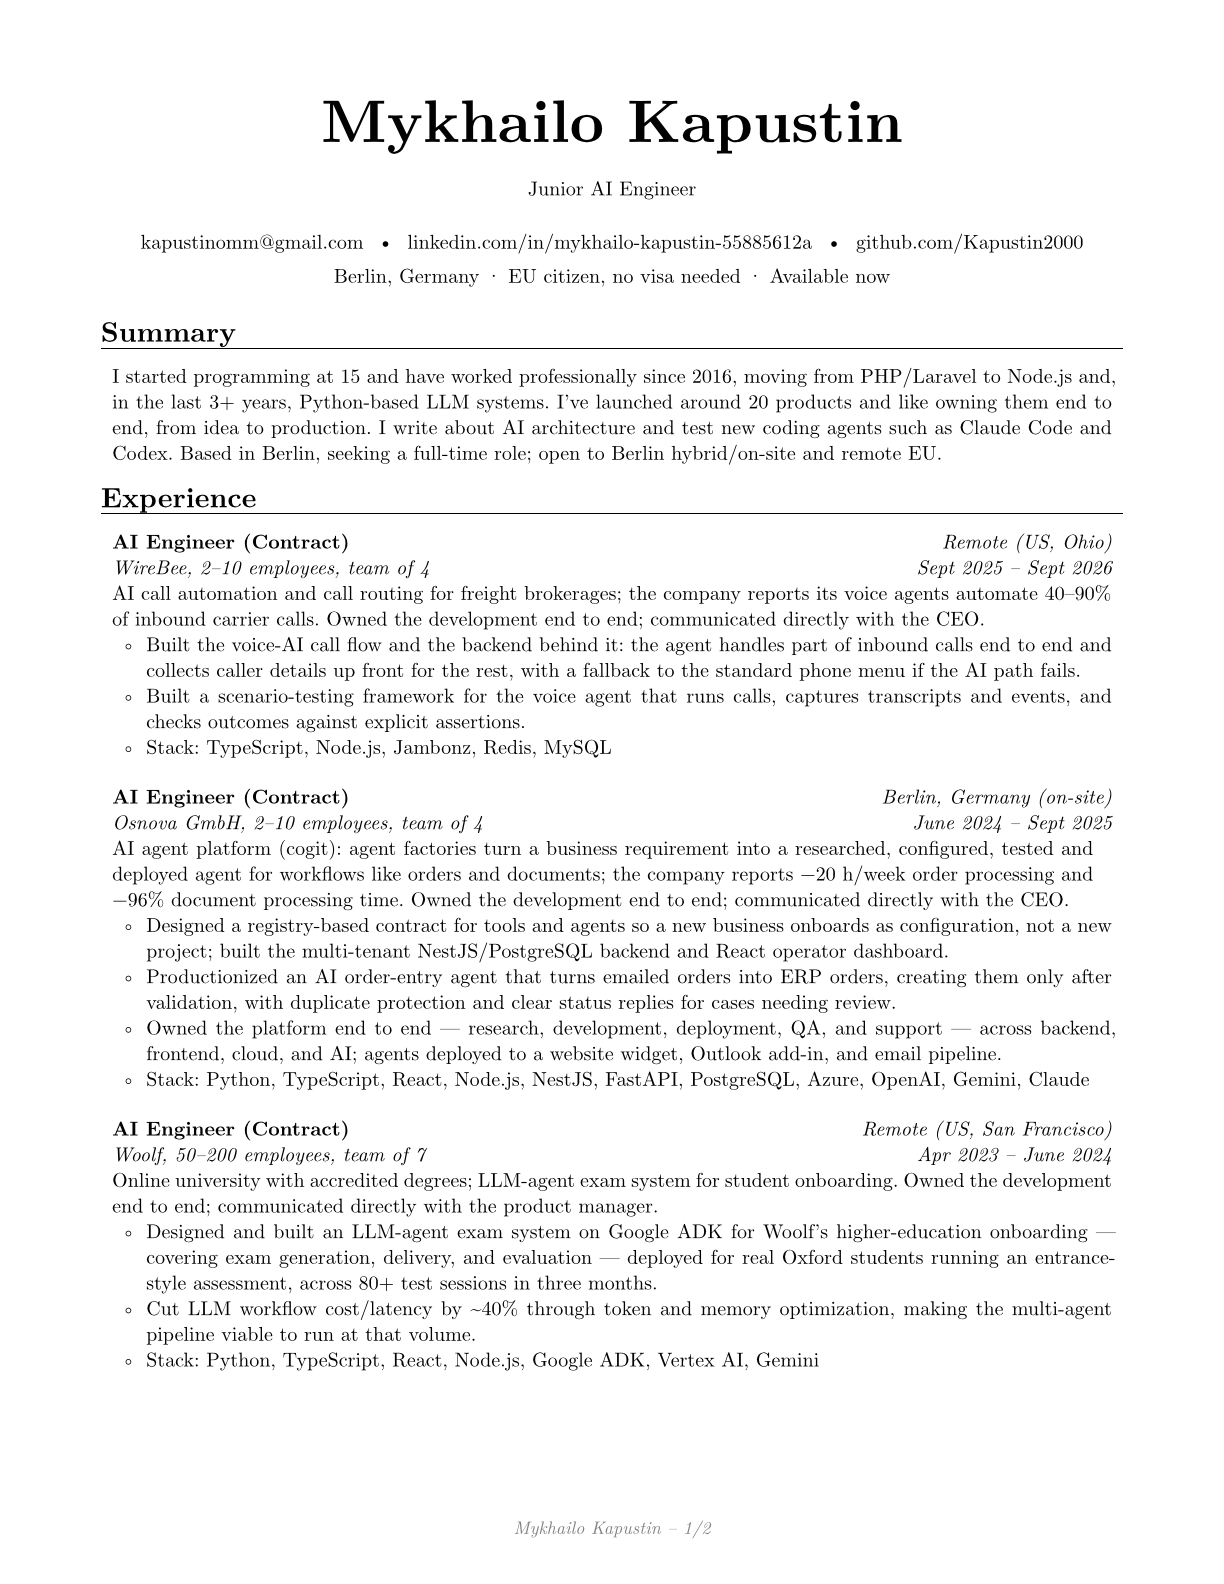 Mykhailo Kapustin
Junior AI Engineer
kapustinomm@gmail.com • linkedin.com/in/mykhailo-kapustin-55885612a • github.com/Kapustin2000
Berlin, Germany · EU citizen, no visa needed · Available now
Summary
I started programming at 15 and have worked professionally since 2016, moving from PHP/Laravel to Node.js and,
in the last 3+ years, Python-based LLM systems. I've launched around 20 products and like owning them end to
end, from idea to production. I write about AI architecture and test new coding agents such as Claude Code and
Codex. Based in Berlin, seeking a full-time role; open to Berlin hybrid/on-site and remote EU.
Experience
AI Engineer (Contract) Remote (US, Ohio)
WireBee, 2–10 employees, team of 4 Sept 2025 – Sept 2026
AI call automation and call routing for freight brokerages; the company reports its voice agents automate 40–90%
of inbound carrier calls. Owned the development end to end; communicated directly with the CEO.
◦ Built the voice-AI call flow and the backend behind it: the agent handles part of inbound calls end to end and
collects caller details up front for the rest, with a fallback to the standard phone menu if the AI path fails.
◦ Built a scenario-testing framework for the voice agent that runs calls, captures transcripts and events, and
checks outcomes against explicit assertions.
◦ Stack: TypeScript, Node.js, Jambonz, Redis, MySQL
AI Engineer (Contract) Berlin, Germany (on-site)
Osnova GmbH, 2–10 employees, team of 4 June 2024 – Sept 2025
AI agent platform (cogit): agent factories turn a business requirement into a researched, configured, tested and
deployed agent for workflows like orders and documents; the company reports −20 h/week order processing and
−96% document processing time. Owned the development end to end; communicated directly with the CEO.
◦ Designed a registry-based contract for tools and agents so a new business onboards as configuration, not a new
project; built the multi-tenant NestJS/PostgreSQL backend and React operator dashboard.
◦ Productionized an AI order-entry agent that turns emailed orders into ERP orders, creating them only after
validation, with duplicate protection and clear status replies for cases needing review.
◦ Owned the platform end to end — research, development, deployment, QA, and support — across backend,
frontend, cloud, and AI; agents deployed to a website widget, Outlook add-in, and email pipeline.
◦ Stack: Python, TypeScript, React, Node.js, NestJS, FastAPI, PostgreSQL, Azure, OpenAI, Gemini, Claude
AI Engineer (Contract) Remote (US, San Francisco)
Woolf, 50–200 employees, team of 7 Apr 2023 – June 2024
Online university with accredited degrees; LLM-agent exam system for student onboarding. Owned the development
end to end; communicated directly with the product manager.
◦ Designed and built an LLM-agent exam system on Google ADK for Woolf's higher-education onboarding —
covering exam generation, delivery, and evaluation — deployed for real Oxford students running an entrance-
style assessment, across 80+ test sessions in three months.
◦ Cut LLM workflow cost/latency by ~40% through token and memory optimization, making the multi-agent
pipeline viable to run at that volume.
◦ Stack: Python, TypeScript, React, Node.js, Google ADK, Vertex AI, Gemini
Mykhailo Kapustin – 1/2